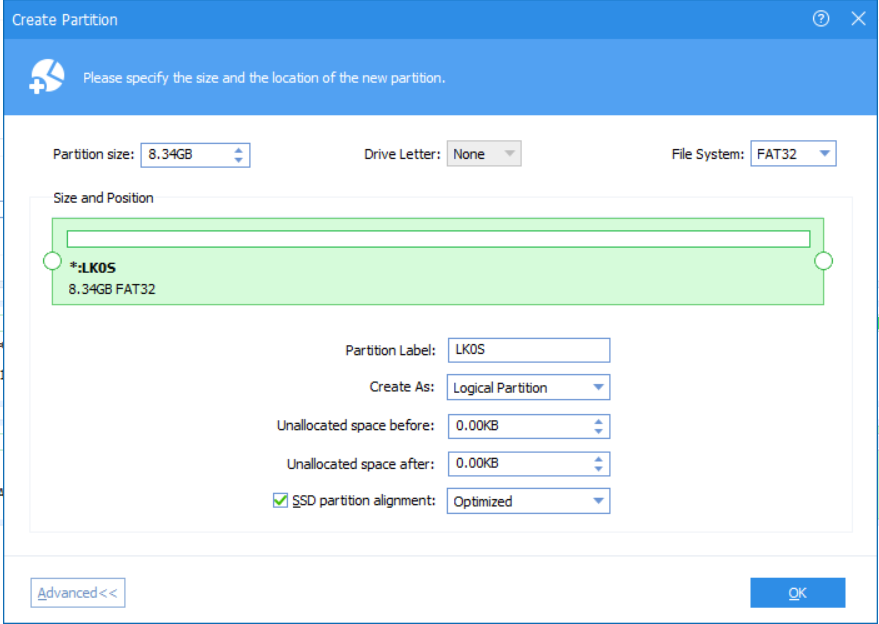 Create Partition
Please specify the size and the location of the new partition.
Partition size: 8.34GB Drive Letter: None File System: FAT32
Size and Position
*:LK0S
8.34GB FAT32
Partition Label: LK0S
Create As: Logical Partition
Unallocated space before: 0.00KB
Unallocated space after: 0.00KB
SSD partition alignment: Optimized
Advanced<< OK